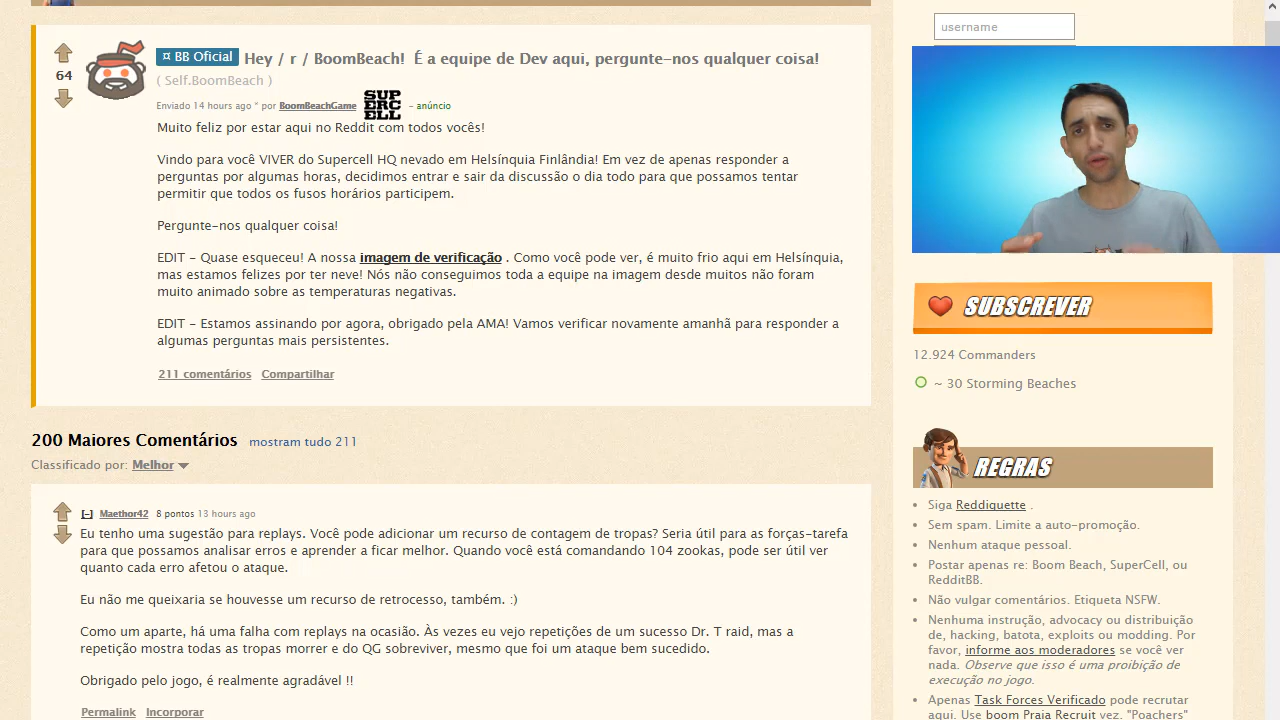 username
64
¤ BB Oficial Hey / r / BoomBeach! É a equipe de Dev aqui, pergunte-nos qualquer coisa!
( Self.BoomBeach )
Enviado 14 hours ago * por BoomBeachGame SUPERCELL - anúncio
Muito feliz por estar aqui no Reddit com todos vocês!
Vindo para você VIVER do Supercell HQ nevado em Helsínquia Finlândia! Em vez de apenas responder a
perguntas por algumas horas, decidimos entrar e sair da discussão o dia todo para que possamos tentar
permitir que todos os fusos horários participem.
Pergunte-nos qualquer coisa!
EDIT - Quase esqueceu! A nossa imagem de verificação . Como você pode ver, é muito frio aqui em Helsínquia,
mas estamos felizes por ter neve! Nós não conseguimos toda a equipe na imagem desde muitos não foram
muito animado sobre as temperaturas negativas.
EDIT - Estamos assinando por agora, obrigado pela AMA! Vamos verificar novamente amanhã para responder a
algumas perguntas mais persistentes.
211 comentários Compartilhar
200 Maiores Comentários mostram tudo 211
Classificado por: Melhor
[-] Maethor42 8 pontos 13 hours ago
Eu tenho uma sugestão para replays. Você pode adicionar um recurso de contagem de tropas? Seria útil para as forças-tarefa
para que possamos analisar erros e aprender a ficar melhor. Quando você está comandando 104 zookas, pode ser útil ver
quanto cada erro afetou o ataque.
Eu não me queixaria se houvesse um recurso de retrocesso, também. :)
Como um aparte, há uma falha com replays na ocasião. Às vezes eu vejo repetições de um sucesso Dr. T raid, mas a
repetição mostra todas as tropas morrer e do QG sobreviver, mesmo que foi um ataque bem sucedido.
Obrigado pelo jogo, é realmente agradável !!
Permalink Incorporar
SUBSCREVER
12.924 Commanders
~ 30 Storming Beaches
REGRAS
Siga Reddiquette .
Sem spam. Limite a auto-promoção.
Nenhum ataque pessoal.
Postar apenas re: Boom Beach, SuperCell, ou
RedditBB.
Não vulgar comentários. Etiqueta NSFW.
Nenhuma instrução, advocacy ou distribuição
de, hacking, batota, exploits ou modding. Por
favor, informe aos moderadores se você ver
nada. Observe que isso é uma proibição de
execução no jogo.
Apenas Task Forces Verificado pode recrutar
aqui. Use boom Praia Recruit vez. "Poachers"